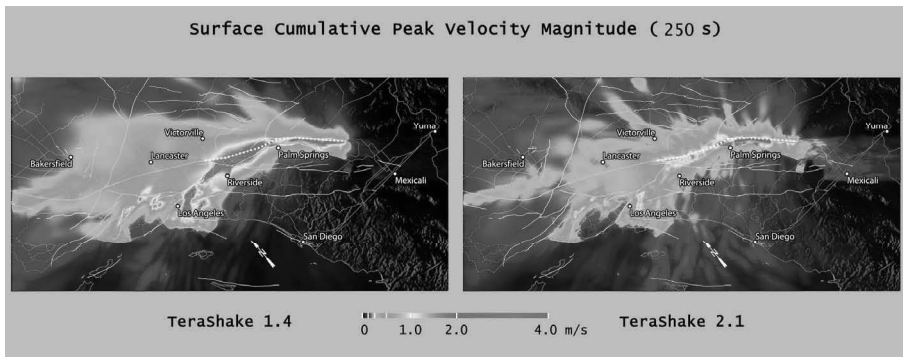 Surface Cumulative Peak Velocity Magnitude ( 250 s)
Victorville
Lancaster
Bakersfield
Palm Springs
Riverside
Los Angeles
San Diego
Yuma
Mexicali
N
Victorville
Lancaster
Bakersfield
Palm Springs
Riverside
Los Angeles
San Diego
Yuma
Mexicali
N
TeraShake 1.4
0 1.0 2.0 4.0 m/s
TeraShake 2.1